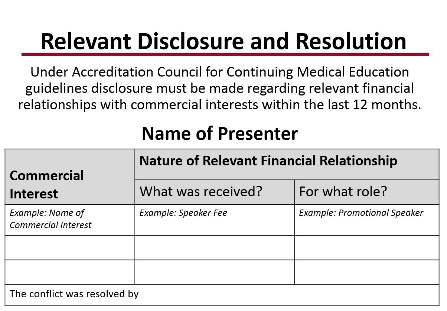 Relevant Disclosure and Resolution
Under Accreditation Council for Continuing Medical Education
guidelines disclosure must be made regarding relevant financial
relationships with commercial interests within the last 12 months.
Name of Presenter
Commercial
Interest
Nature of Relevant Financial Relationship
What was received?
For what role?
Example: Name of
Commercial Interest
Example: Speaker Fee
Example: Promotional Speaker
The conflict was resolved by